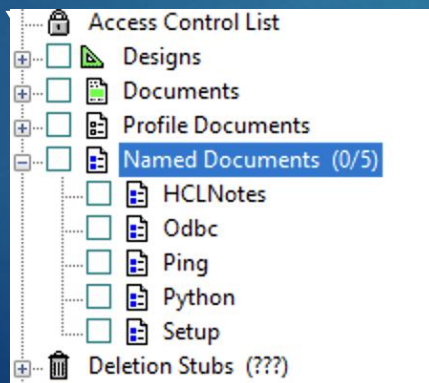 Access Control List
Designs
Documents
Profile Documents
Named Documents (0/5)
HCLNotes
Odbc
Ping
Python
Setup
Deletion Stubs (???)